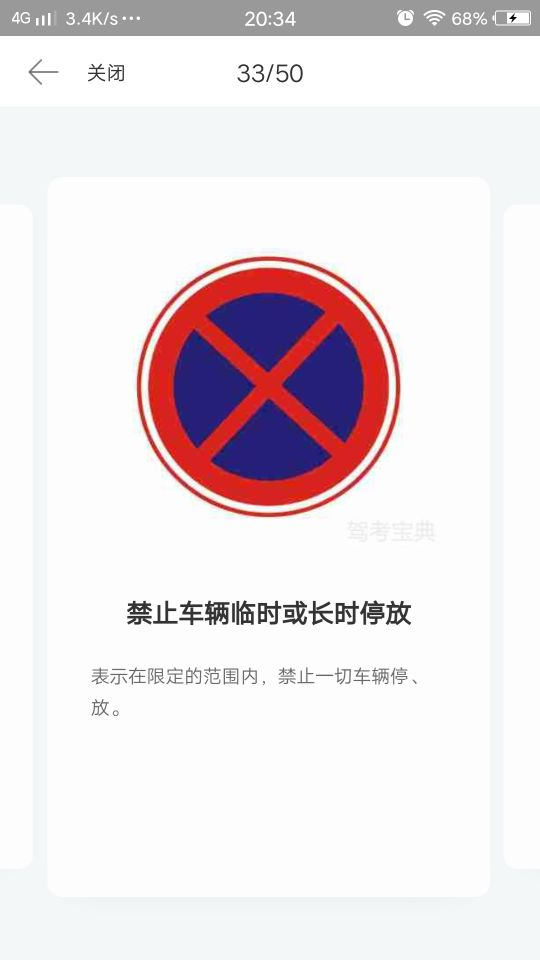 4G 3.4K/s ••• 20:34 68%
关闭 33/50
驾考宝典
禁止车辆临时或长时停放
表示在限定的范围内，禁止一切车辆停、
放。